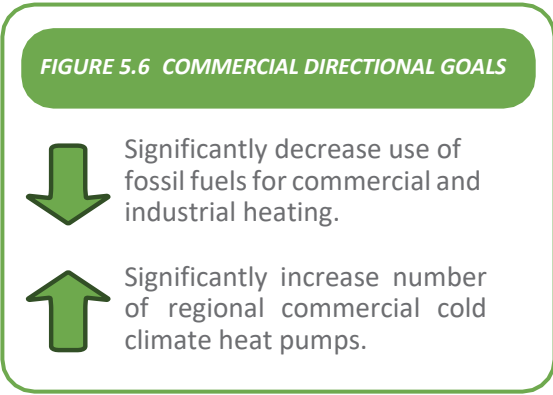 FIGURE 5.6 COMMERCIAL DIRECTIONAL GOALS
Significantly decrease use of
fossil fuels for commercial and
industrial heating.
Significantly increase number
of regional commercial cold
climate heat pumps.